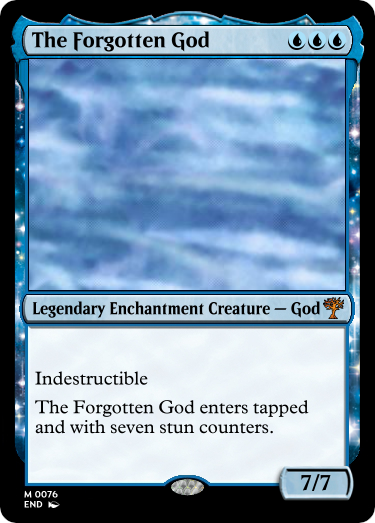 The Forgotten God
Legendary Enchantment Creature — God
Indestructible
The Forgotten God enters tapped
and with seven stun counters.
7/7
M 0076
END